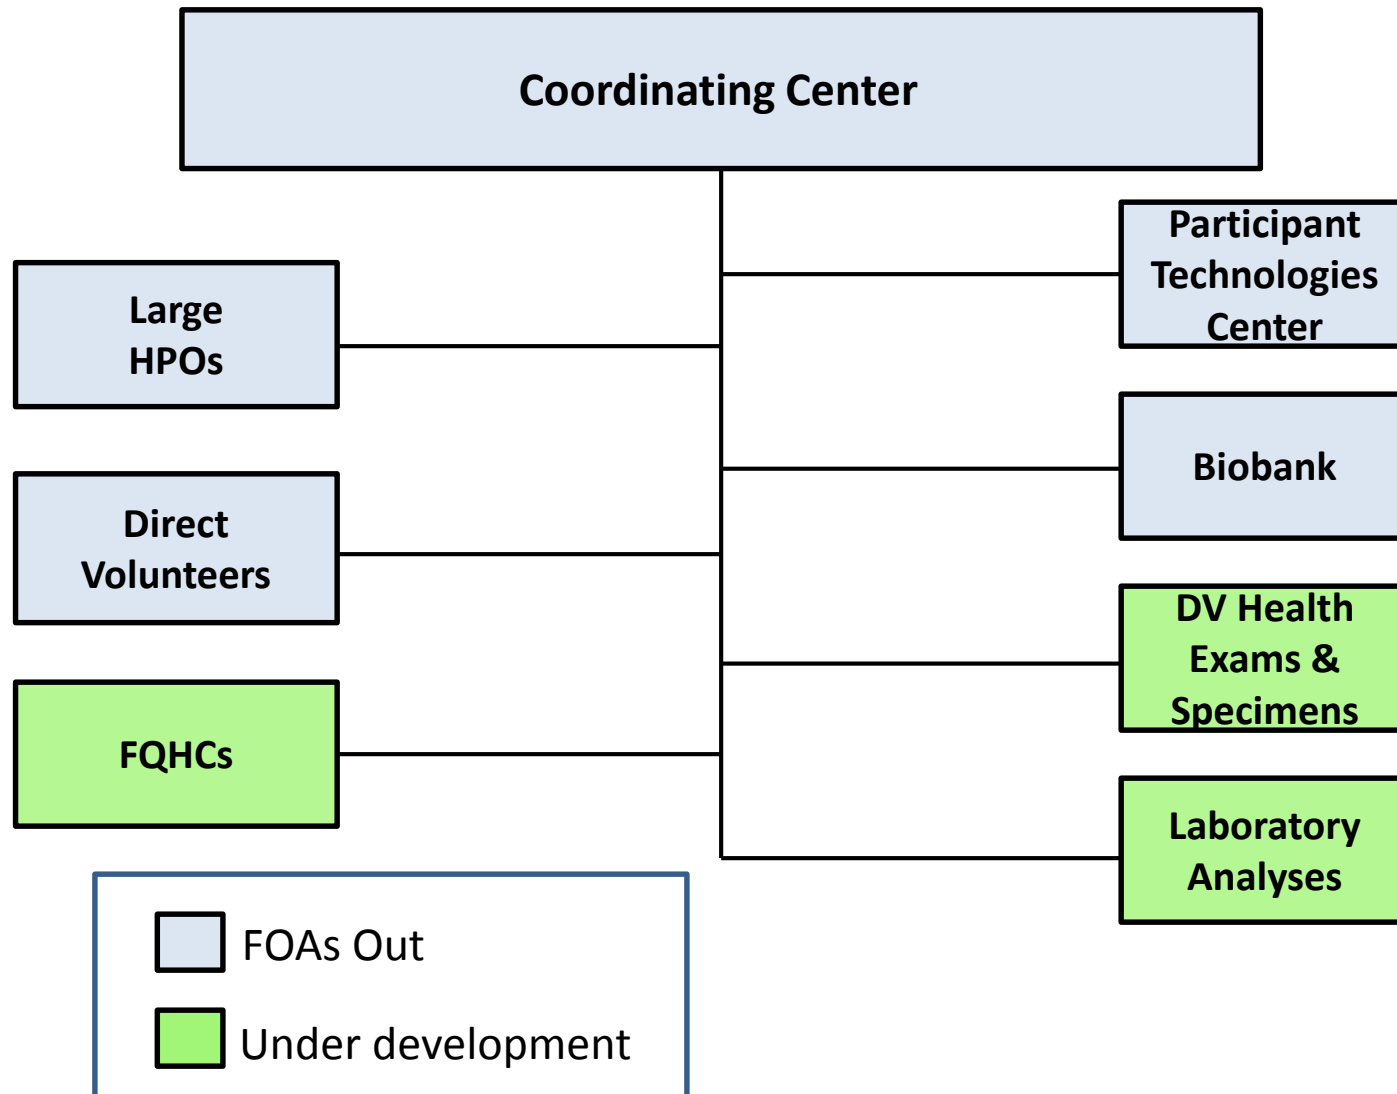 Coordinating Center
Large
HPOs
Direct
Volunteers
FQHCs
Participant
Technologies
Center
Biobank
DV Health
Exams &
Specimens
Laboratory
Analyses
FOAs Out
Under development